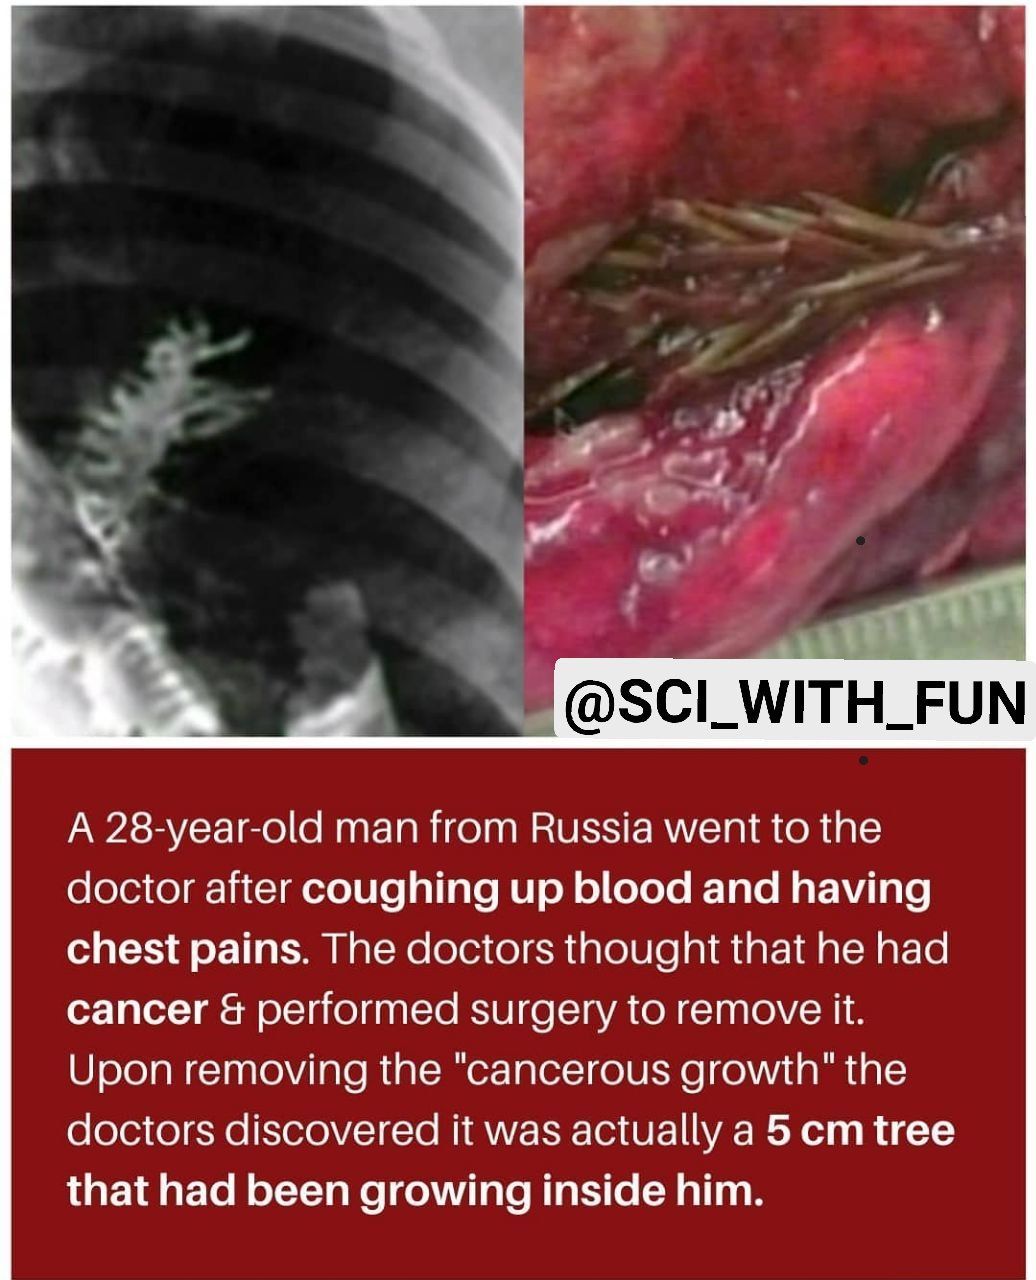 @SCI_WITH_FUN
A 28-year-old man from Russia went to the
doctor after coughing up blood and having
chest pains. The doctors thought that he had
cancer & performed surgery to remove it.
Upon removing the "cancerous growth" the
doctors discovered it was actually a 5 cm tree
that had been growing inside him.